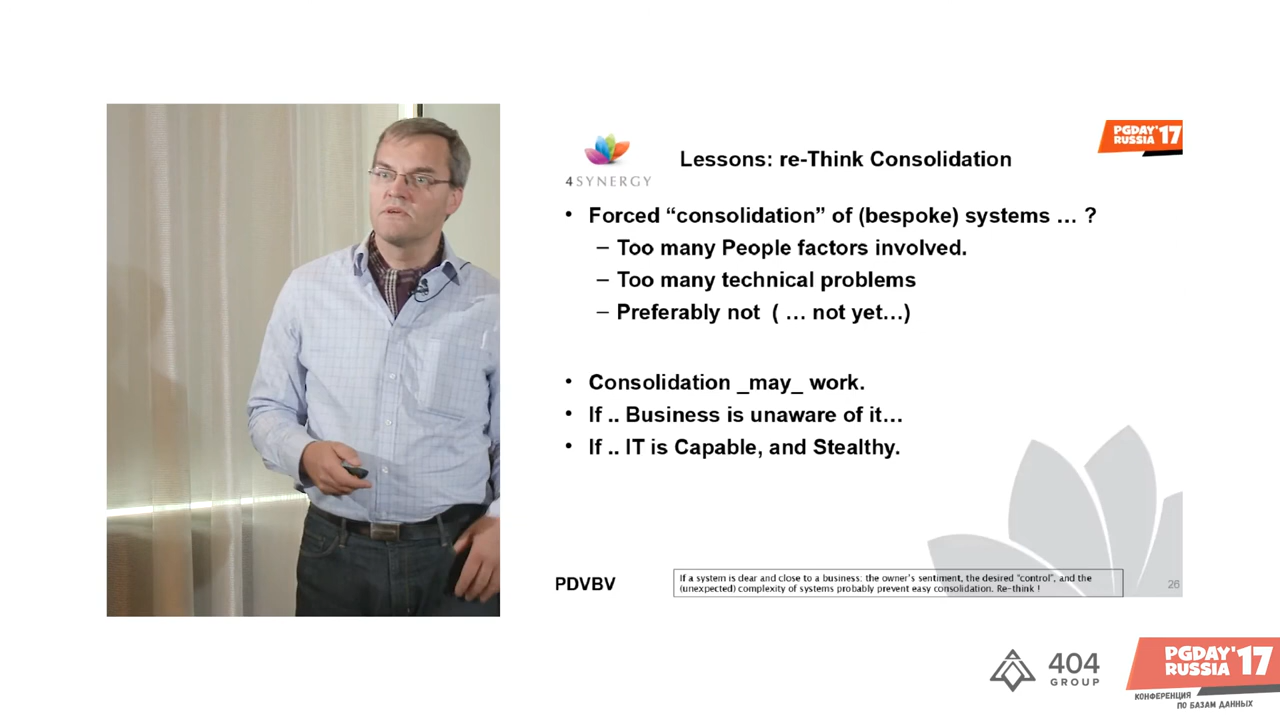 PGDAY'17
RUSSIA
4SYNERGY
Lessons: re-Think Consolidation
• Forced “consolidation” of (bespoke) systems … ?
– Too many People factors involved.
– Too many technical problems
– Preferably not ( … not yet…)
• Consolidation _may_ work.
• If .. Business is unaware of it…
• If .. IT is Capable, and Stealthy.
PDVBV
If a system is dear and close to a business: the owner's sentiment, the desired "control", and the
(unexpected) complexity of systems probably prevent easy consolidation. Re-think !
26
404
GROUP
PGDAY'17
RUSSIA
КОНФЕРЕНЦИЯ
ПО БАЗАМ ДАННЫХ